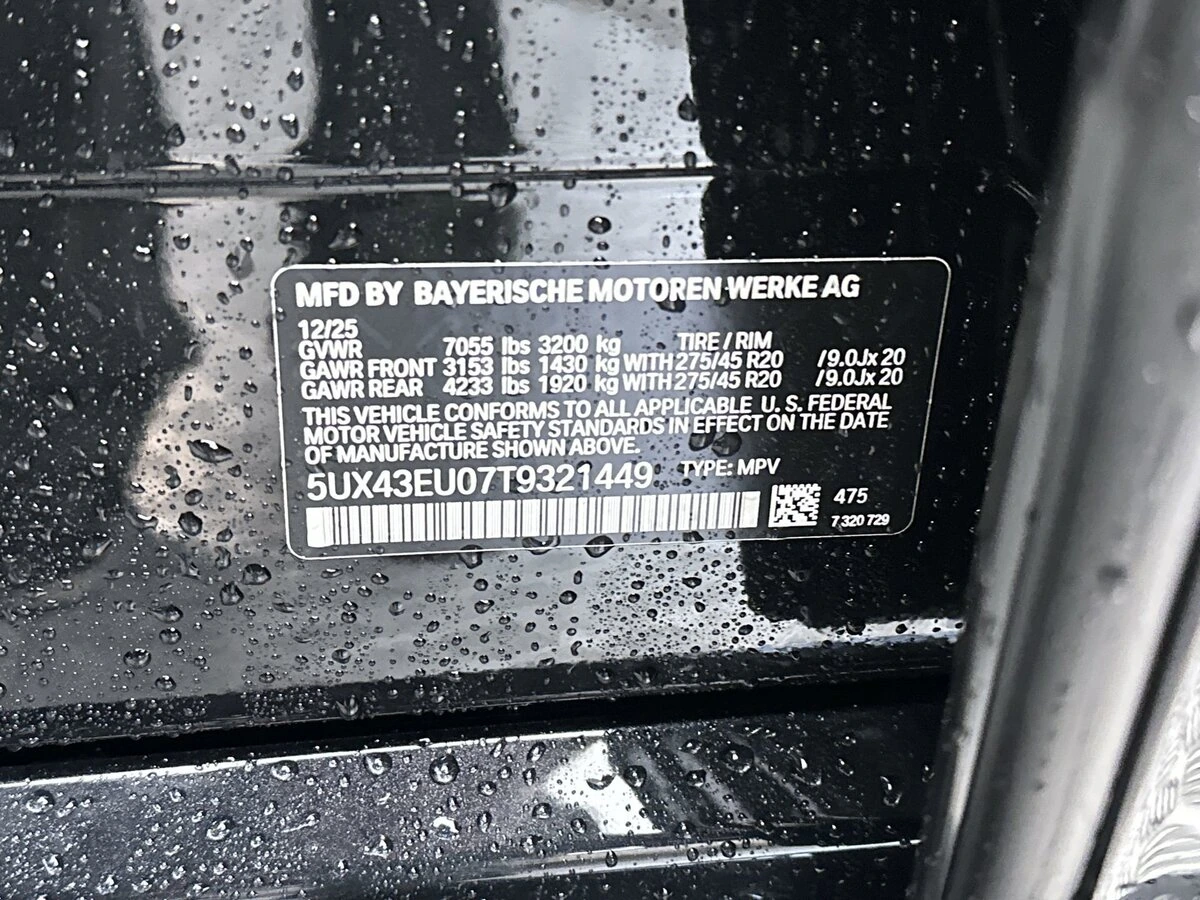 MFD BY BAYERISCHE MOTOREN WERKE AG
12/25
GVWR 7055 lbs 3200 kg TIRE / RIM
GAWR FRONT 3153 lbs 1430 kg WITH 275/45 R20 /9.0Jx 20
GAWR REAR 4233 lbs 1920 kg WITH 275/45 R20 /9.0Jx 20
THIS VEHICLE CONFORMS TO ALL APPLICABLE U. S. FEDERAL
MOTOR VEHICLE SAFETY STANDARDS IN EFFECT ON THE DATE
OF MANUFACTURE SHOWN ABOVE.
5UX43EU07T9321449 TYPE: MPV
475
7 320 729